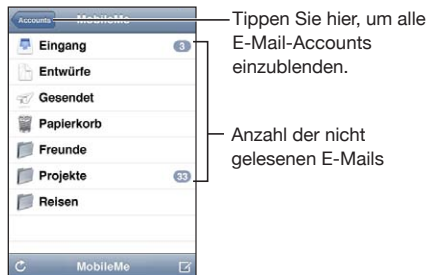 Accounts MobileMe
Eingang 3
Entwürfe
Gesendet
Papierkorb
Freunde
Projekte 33
Reisen
MobileMe
Tippen Sie hier, um alle
E-Mail-Accounts
einzublenden.
Anzahl der nicht
gelesenen E-Mails